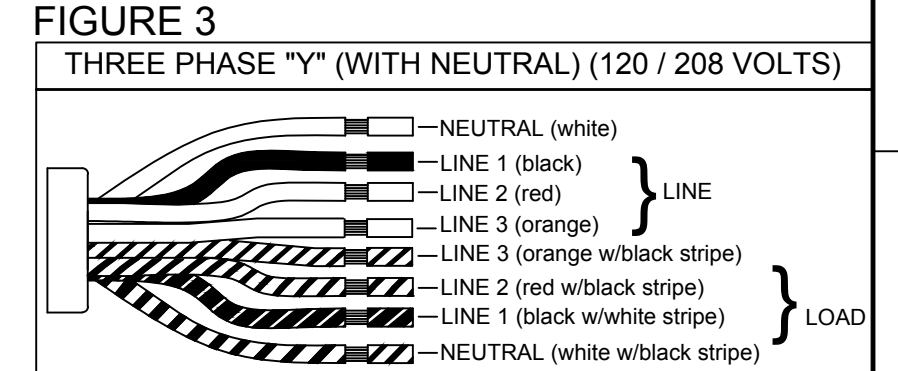 FIGURE 3
THREE PHASE "Y" (WITH NEUTRAL) (120 / 208 VOLTS)
NEUTRAL (white)
LINE 1 (black)
LINE 2 (red)
LINE
LINE 3 (orange)
LINE 3 (orange w/black stripe)
LINE 2 (red w/black stripe)
LINE 1 (black w/white stripe)
LOAD
NEUTRAL (white w/black stripe)